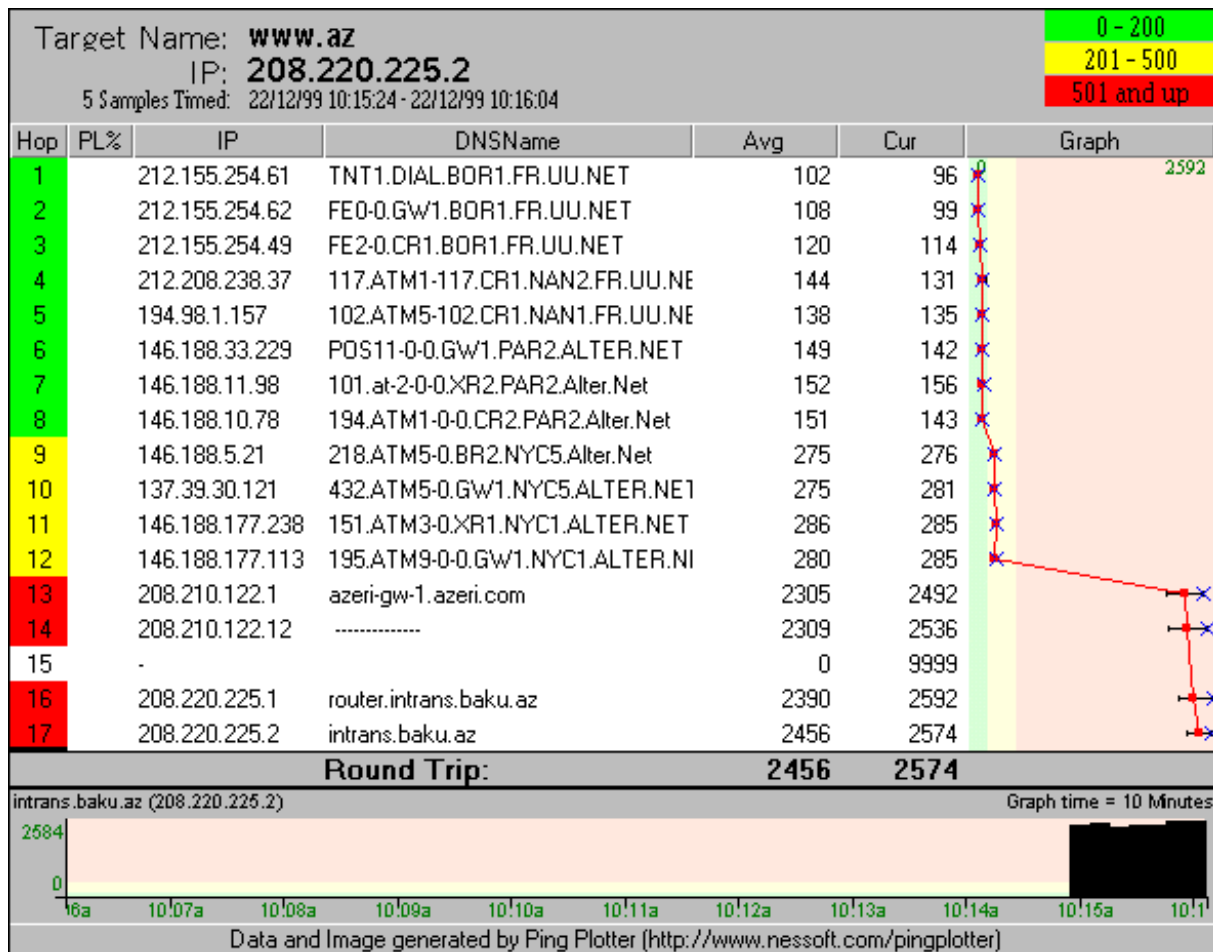 Target Name: www.az
IP: 208.220.225.2
5 Samples Timed: 22/12/99 10:15:24 - 22/12/99 10:16:04
0 - 200
201 - 500
501 and up
Hop PL% IP DNSName Avg Cur Graph
1 212.155.254.61 TNT1.DIAL.BOR1.FR.UU.NET 102 96 0 2592
2 212.155.254.62 FE0-0.GW1.BOR1.FR.UU.NET 108 99
3 212.155.254.49 FE2-0.CR1.BOR1.FR.UU.NET 120 114
4 212.208.238.37 117.ATM1-117.CR1.NAN2.FR.UU.NE 144 131
5 194.98.1.157 102.ATM5-102.CR1.NAN1.FR.UU.NE 138 135
6 146.188.33.229 POS11-0-0.GW1.PAR2.ALTER.NET 149 142
7 146.188.11.98 101.at-2-0-0.XR2.PAR2.Alter.Net 152 156
8 146.188.10.78 194.ATM1-0-0.CR2.PAR2.Alter.Net 151 143
9 146.188.5.21 218.ATM5-0.BR2.NYC5.Alter.Net 275 276
10 137.39.30.121 432.ATM5-0.GW1.NYC5.ALTER.NET 275 281
11 146.188.177.238 151.ATM3-0.XR1.NYC1.ALTER.NET 286 285
12 146.188.177.113 195.ATM9-0-0.GW1.NYC1.ALTER.NI 280 285
13 208.210.122.1 azeri-gw-1.azeri.com 2305 2492
14 208.210.122.12 -------------- 2309 2536
15 - 0 9999
16 208.220.225.1 router.intrans.baku.az 2390 2592
17 208.220.225.2 intrans.baku.az 2456 2574
Round Trip: 2456 2574
intrans.baku.az (208.220.225.2) Graph time = 10 Minutes
2584
0
06a 10:07a 10:08a 10:09a 10:10a 10:11a 10:12a 10:13a 10:14a 10:15a 10:1
Data and Image generated by Ping Plotter (http://www.nessoft.com/pingplotter)